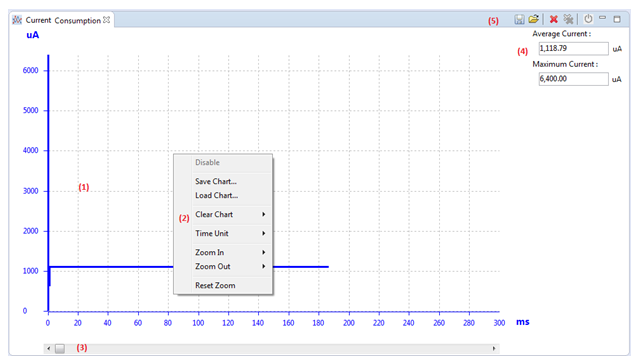 Current Consumption
(5)
uA
Average Current :
(4)
1,118.79 uA
Maximum Current :
6,400.00 uA
6000
5000
4000
3000
2000
1000
0
(1)
(2)
Disable
Save Chart...
Load Chart...
Clear Chart
Time Unit
Zoom In
Zoom Out
Reset Zoom
0 20 40 60 80 100 120 140 160 180 200 220 240 260 280 300 ms
(3)